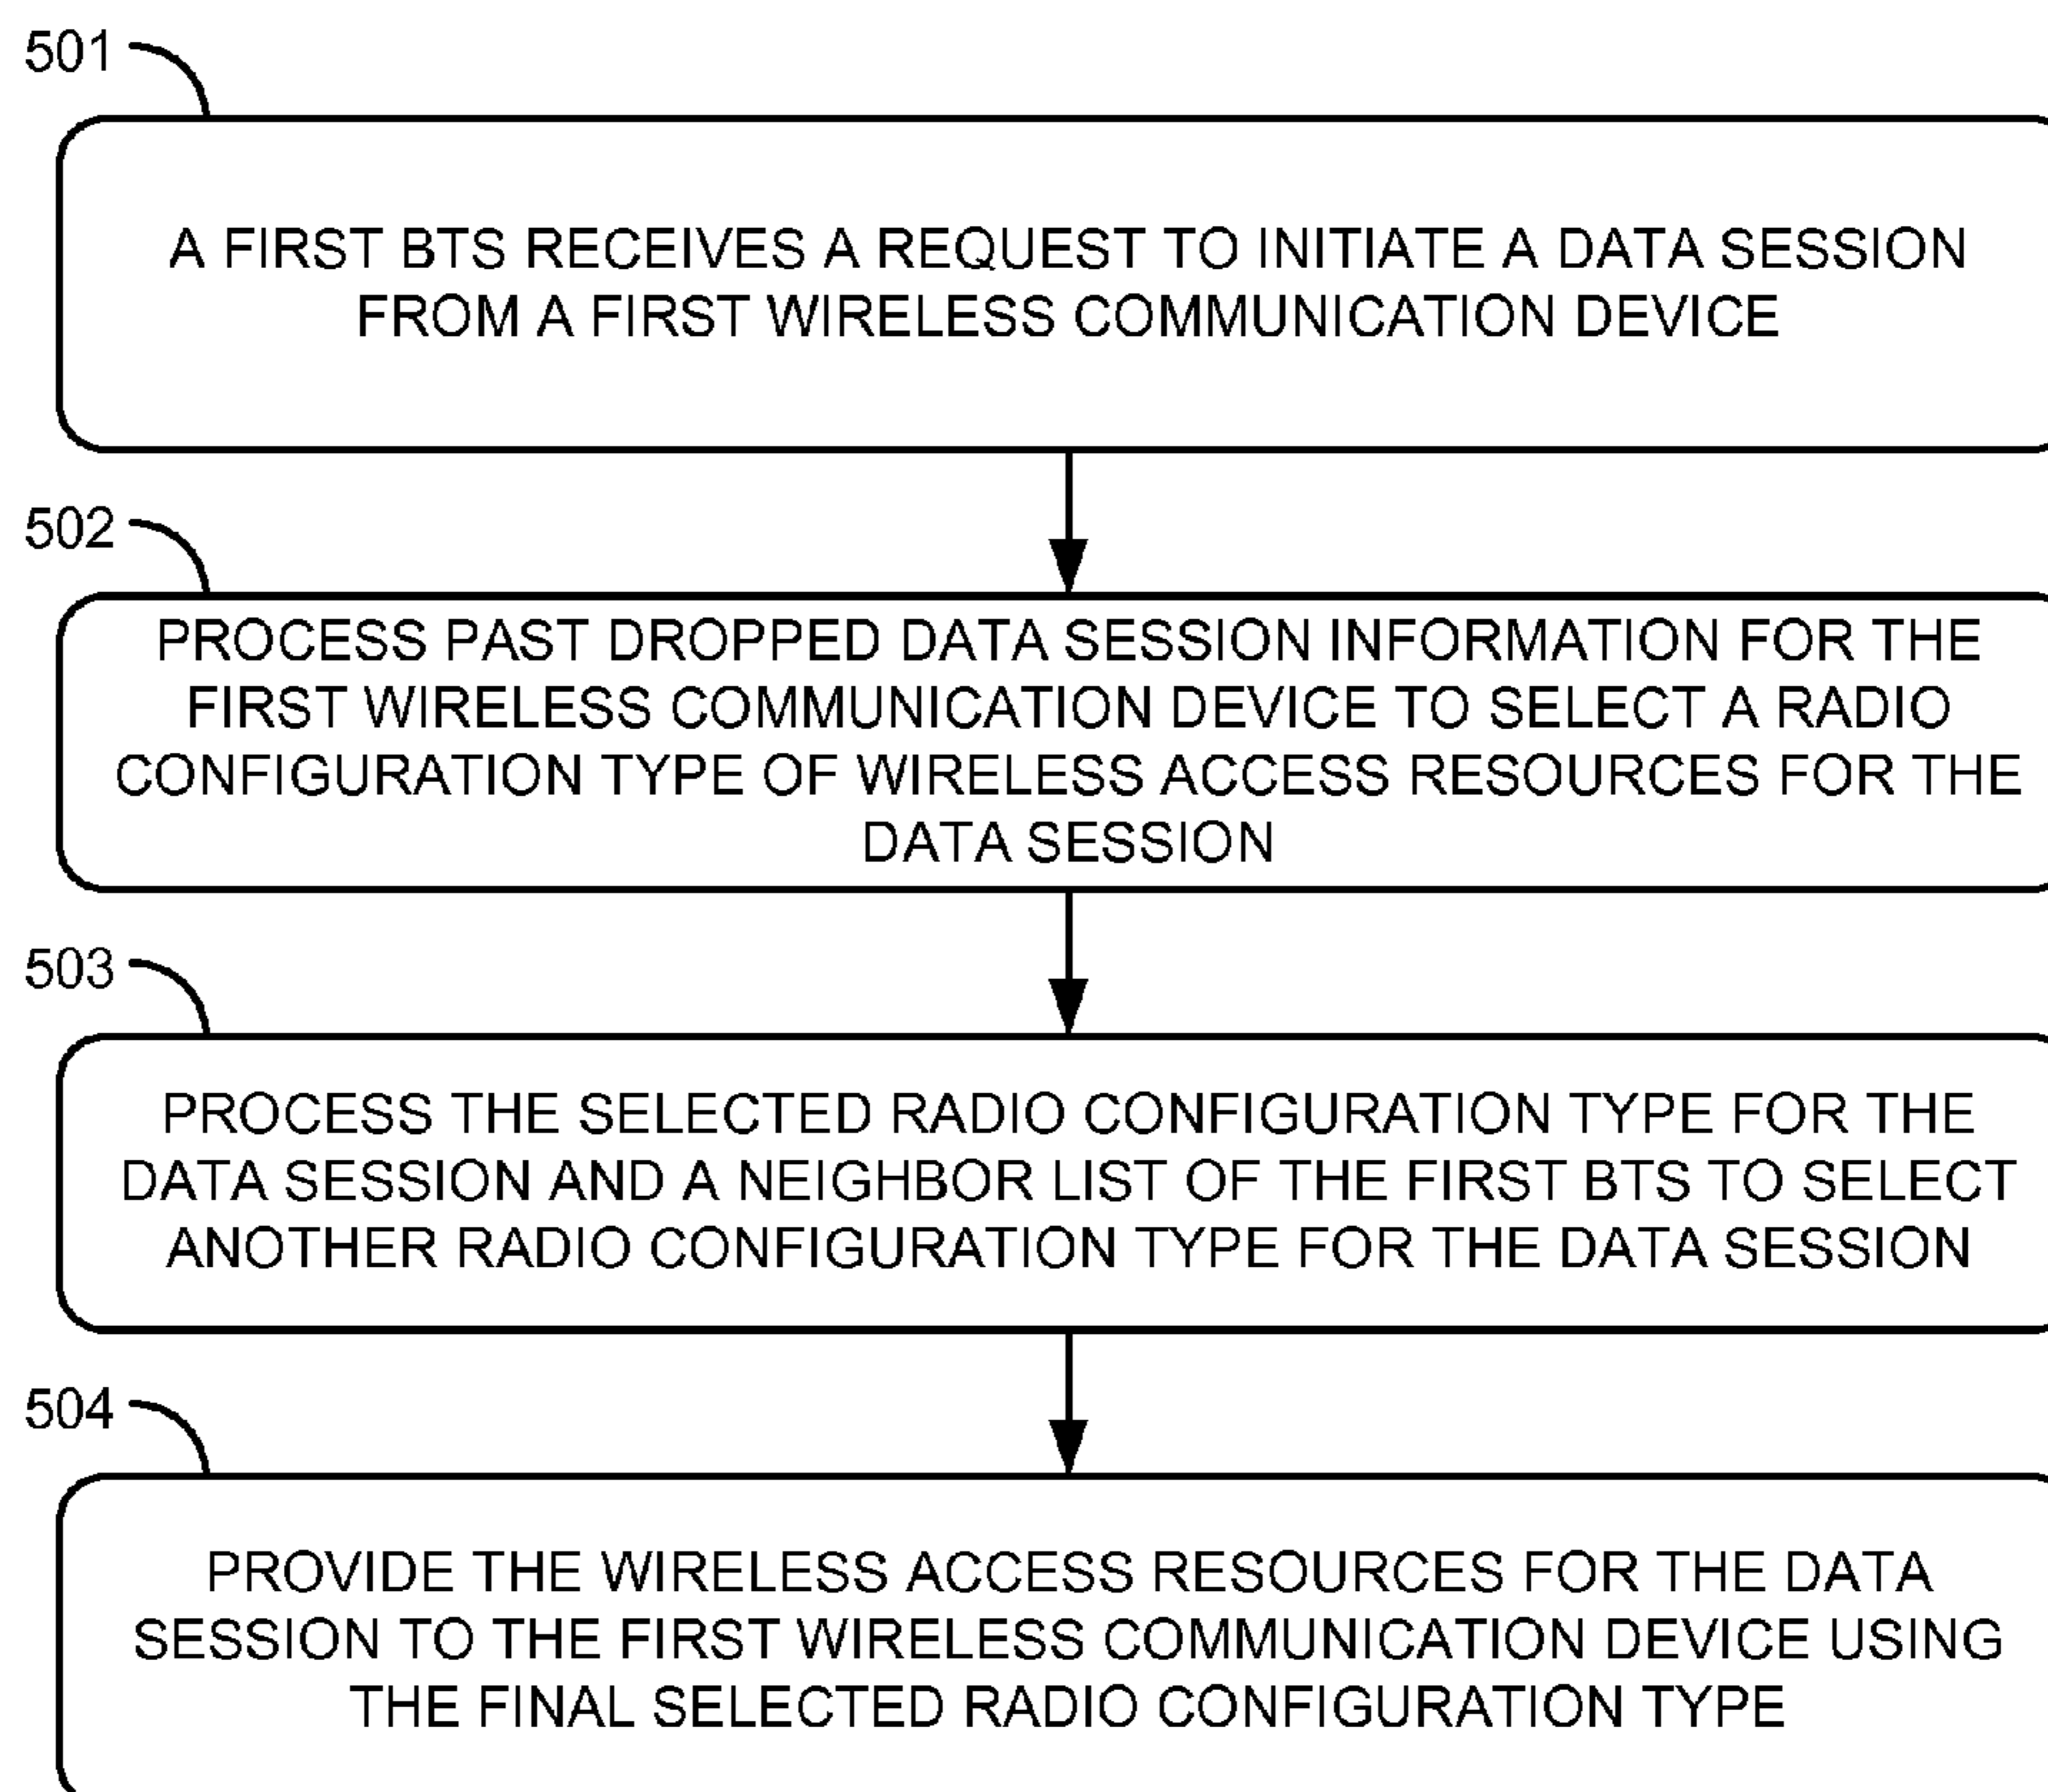 501
A FIRST BTS RECEIVES A REQUEST TO INITIATE A DATA SESSION
FROM A FIRST WIRELESS COMMUNICATION DEVICE
502
PROCESS PAST DROPPED DATA SESSION INFORMATION FOR THE
FIRST WIRELESS COMMUNICATION DEVICE TO SELECT A RADIO
CONFIGURATION TYPE OF WIRELESS ACCESS RESOURCES FOR THE
DATA SESSION
503
PROCESS THE SELECTED RADIO CONFIGURATION TYPE FOR THE
DATA SESSION AND A NEIGHBOR LIST OF THE FIRST BTS TO SELECT
ANOTHER RADIO CONFIGURATION TYPE FOR THE DATA SESSION
504
PROVIDE THE WIRELESS ACCESS RESOURCES FOR THE DATA
SESSION TO THE FIRST WIRELESS COMMUNICATION DEVICE USING
THE FINAL SELECTED RADIO CONFIGURATION TYPE